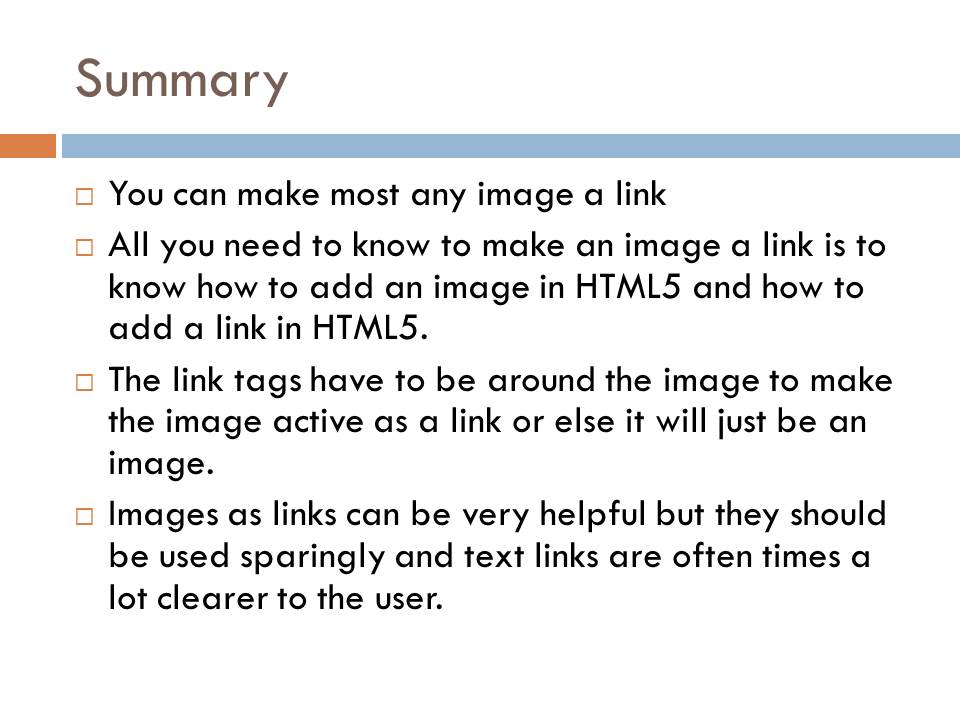 Summary
You can make most any image a link
All you need to know to make an image a link is to
know how to add an image in HTML5 and how to
add a link in HTML5.
The link tags have to be around the image to make
the image active as a link or else it will just be an
image.
Images as links can be very helpful but they should
be used sparingly and text links are often times a
lot clearer to the user.